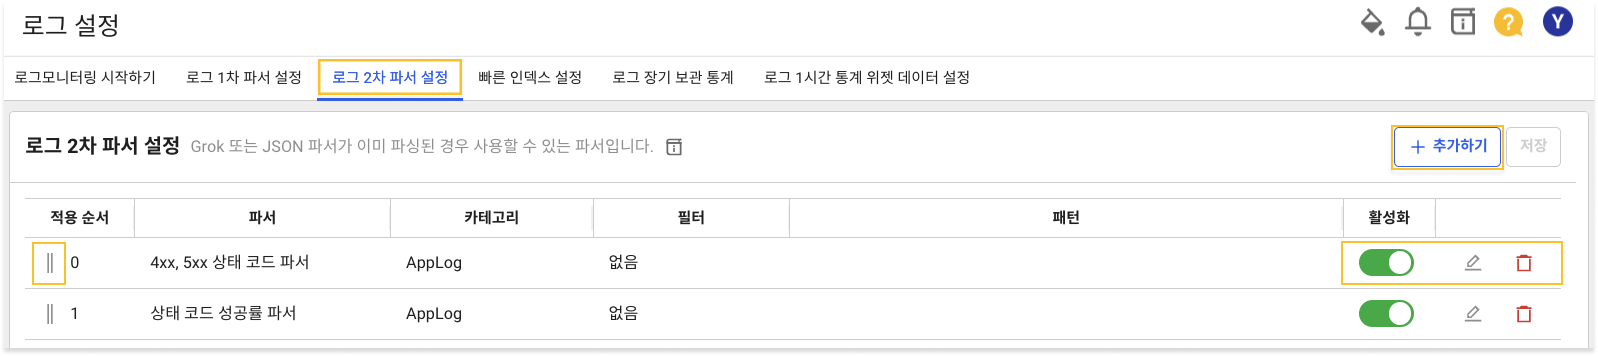 로그 설정
? Y
로그모니터링 시작하기 로그 1차 파서 설정 로그 2차 파서 설정 빠른 인덱스 설정 로그 장기 보관 통계 로그 1시간 통계 위젯 데이터 설정
로그 2차 파서 설정 Grok 또는 JSON 파서가 이미 파싱된 경우 사용할 수 있는 파서입니다. + 추가하기 저장
적용 순서 파서 카테고리 필터 패턴 활성화
0 4xx, 5xx 상태 코드 파서 AppLog 없음
1 상태 코드 성공률 파서 AppLog 없음